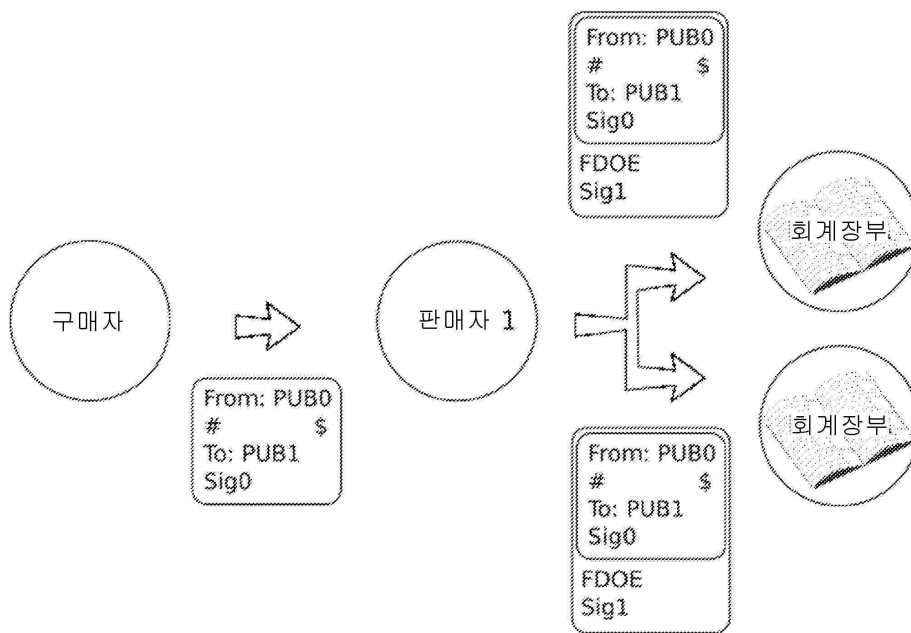 From: PUB0
# $
To: PUB1
Sig0
FDOE
Sig1
회계장부
구매자
판매자 1
From: PUB0
# $
To: PUB1
Sig0
회계장부
From: PUB0
# $
To: PUB1
Sig0
FDOE
Sig1